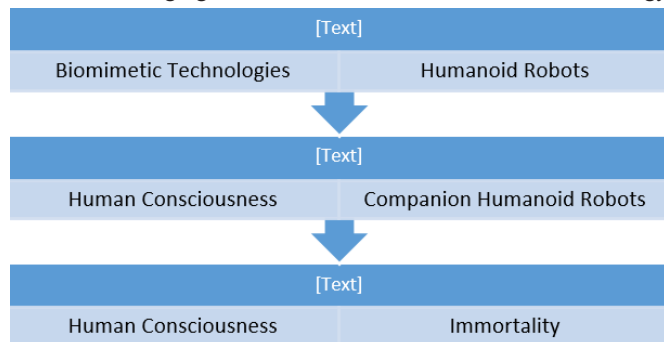 [Text]
Biomimetic Technologies Humanoid Robots
[Text]
Human Consciousness Companion Humanoid Robots
[Text]
Human Consciousness Immortality